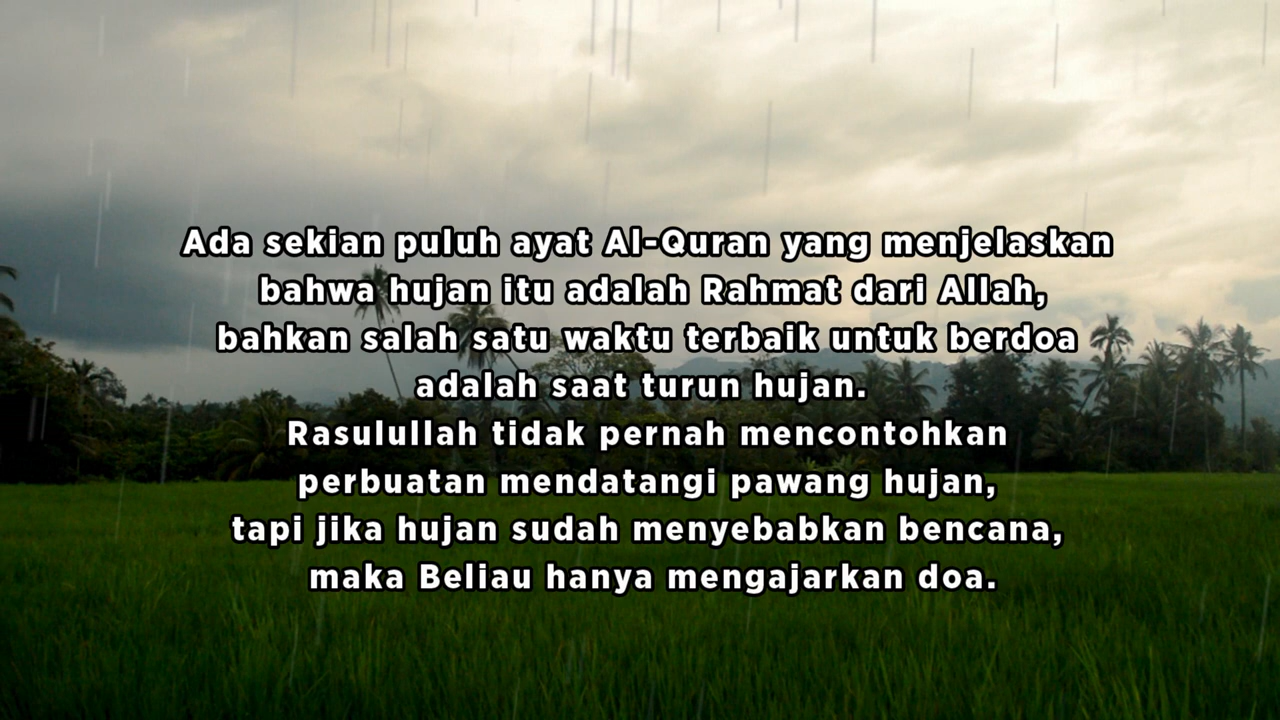 Ada sekian puluh ayat Al-Quran yang menjelaskan
bahwa hujan itu adalah Rahmat dari Allah,
bahkan salah satu waktu terbaik untuk berdoa
adalah saat turun hujan.
Rasulullah tidak pernah mencontohkan
perbuatan mendatangi pawang hujan,
tapi jika hujan sudah menyebabkan bencana,
maka Beliau hanya mengajarkan doa.